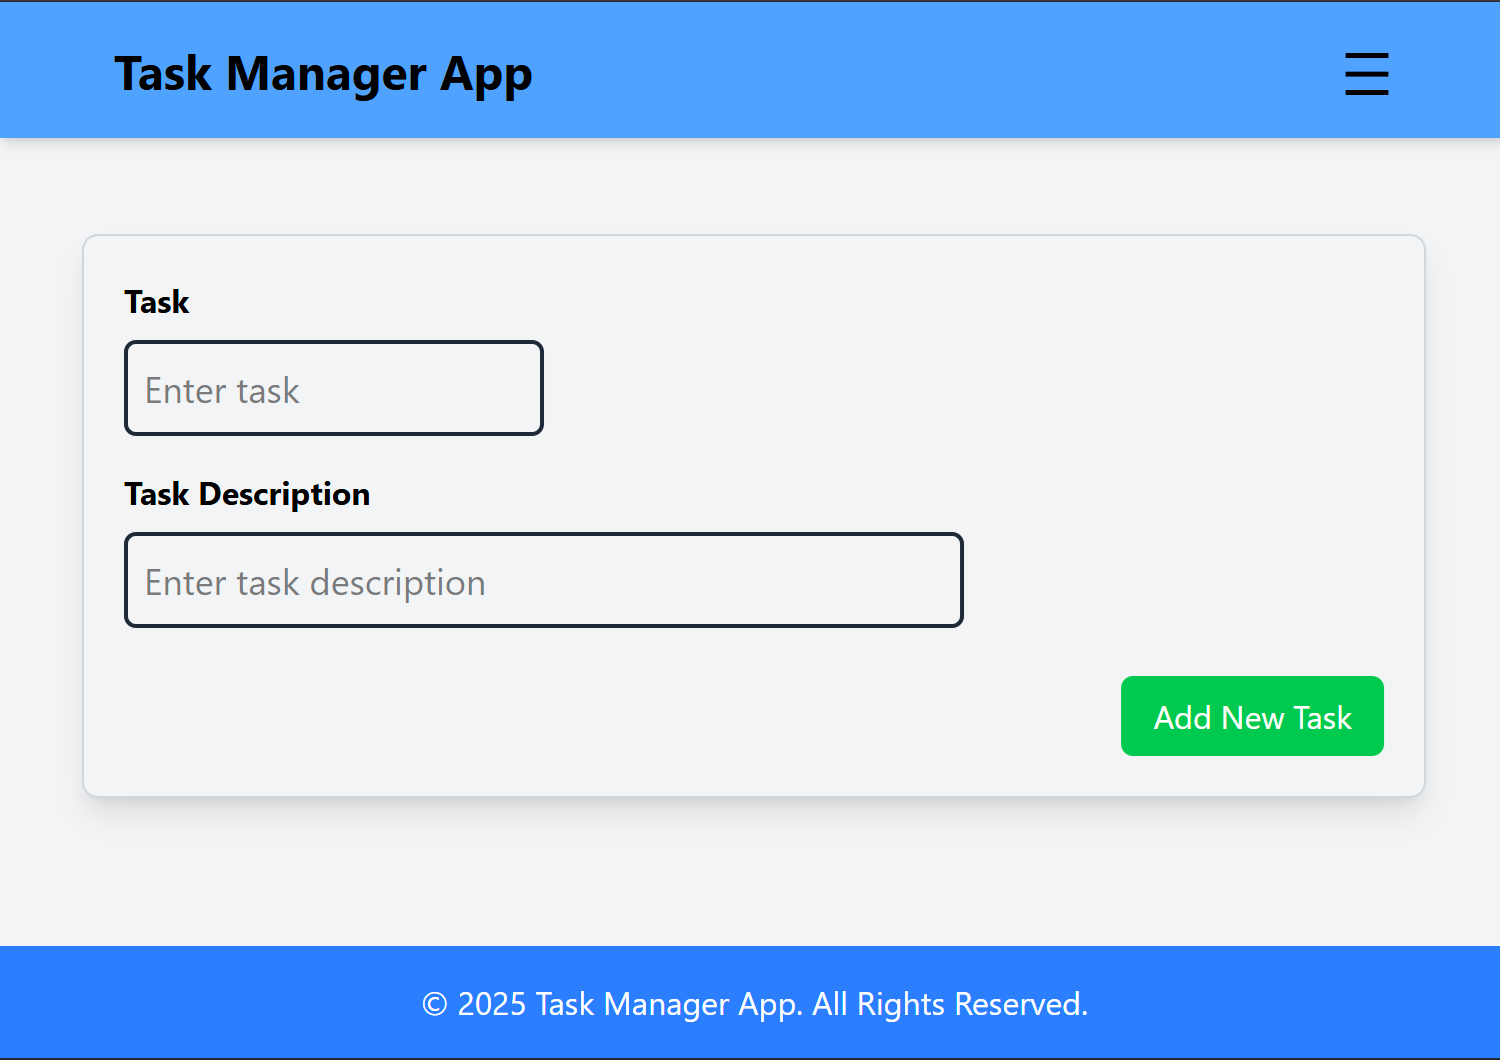 Task Manager App
Task
Enter task
Task Description
Enter task description
Add New Task
© 2025 Task Manager App. All Rights Reserved.